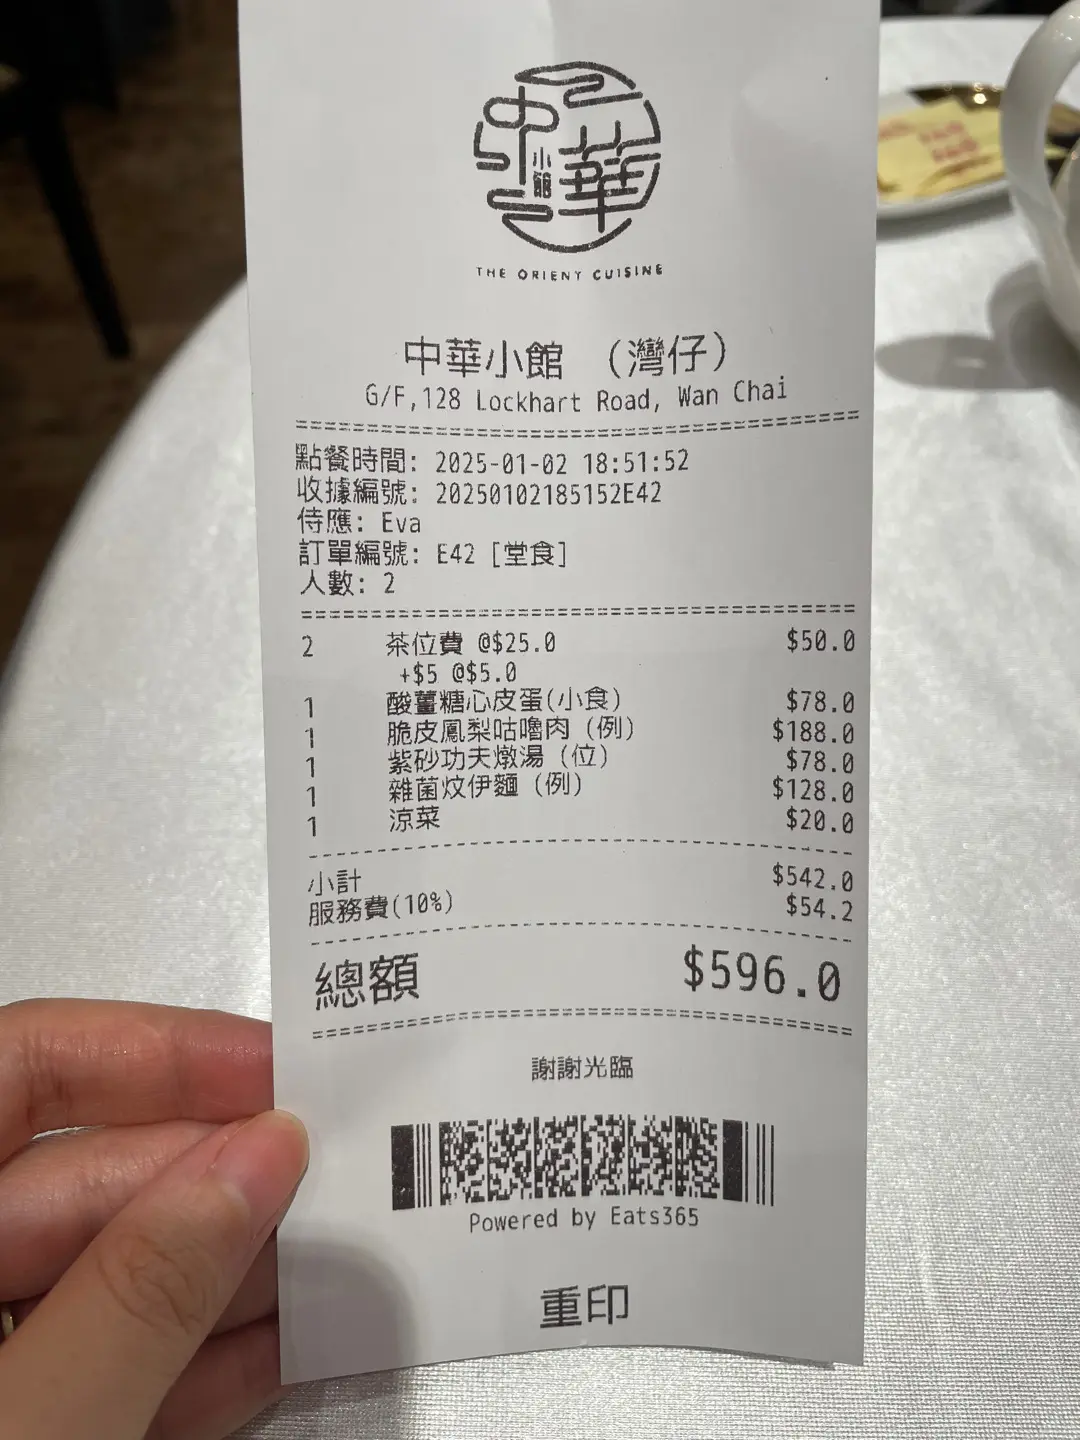 中華
小館
THE ORIENT CUISINE
中華小館 （灣仔）
G/F,128 Lockhart Road, Wan Chai
點餐時間: 2025-01-02 18:51:52
收據編號: 20250102185152E42
侍應: Eva
訂單編號: E42 [堂食]
人數: 2
2 茶位費 @$25.0 $50.0
+$5 @$5.0
1 酸薑糖心皮蛋(小食) $78.0
1 脆皮鳳梨咕嚕肉 (例) $188.0
1 紫砂功夫燉湯 (位) $78.0
1 雜菌炆伊麵 (例) $128.0
1 涼菜 $20.0
小計 $542.0
服務費(10%) $54.2
總額 $596.0
謝謝光臨
Powered by Eats365
重印